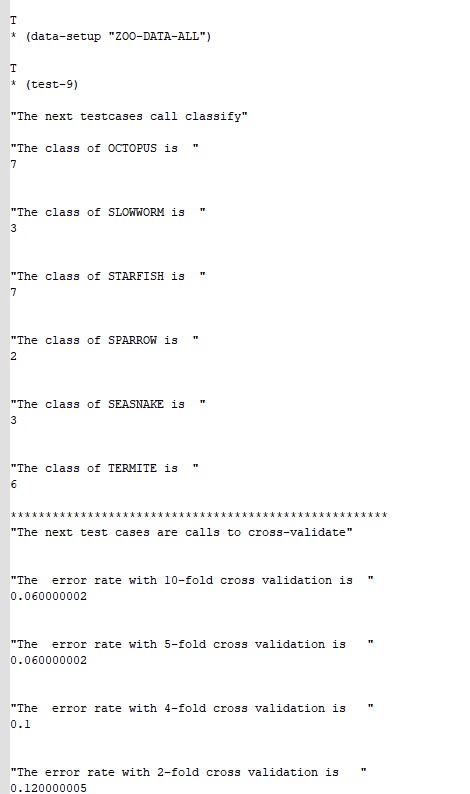 T
* (data-setup "ZOO-DATA-ALL")
T
* (test-9)
"The next testcases call classify"
"The class of OCTOPUS is  "
7
"The class of SLOWWORM is  "
3
"The class of STARFISH is  "
7
"The class of SPARROW is  "
2
"The class of SEASNAKE is  "
3
"The class of TERMITE is  "
6
******************************************************
"The next test cases are calls to cross-validate"
"The  error rate with 10-fold cross validation is  "
0.060000002
"The  error rate with 5-fold cross validation is   "
0.060000002
"The  error rate with 4-fold cross validation is   "
0.1
"The error rate with 2-fold cross validation is   "
0.120000005